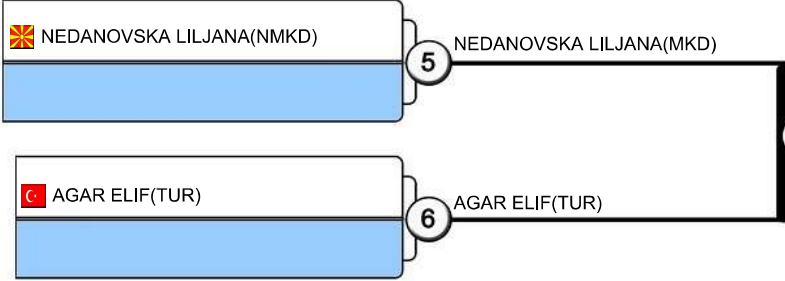 NEDANOVSKA LILJANA(NMKD)
5
NEDANOVSKA LILJANA(MKD)
AGAR ELIF(TUR)
6
AGAR ELIF(TUR)